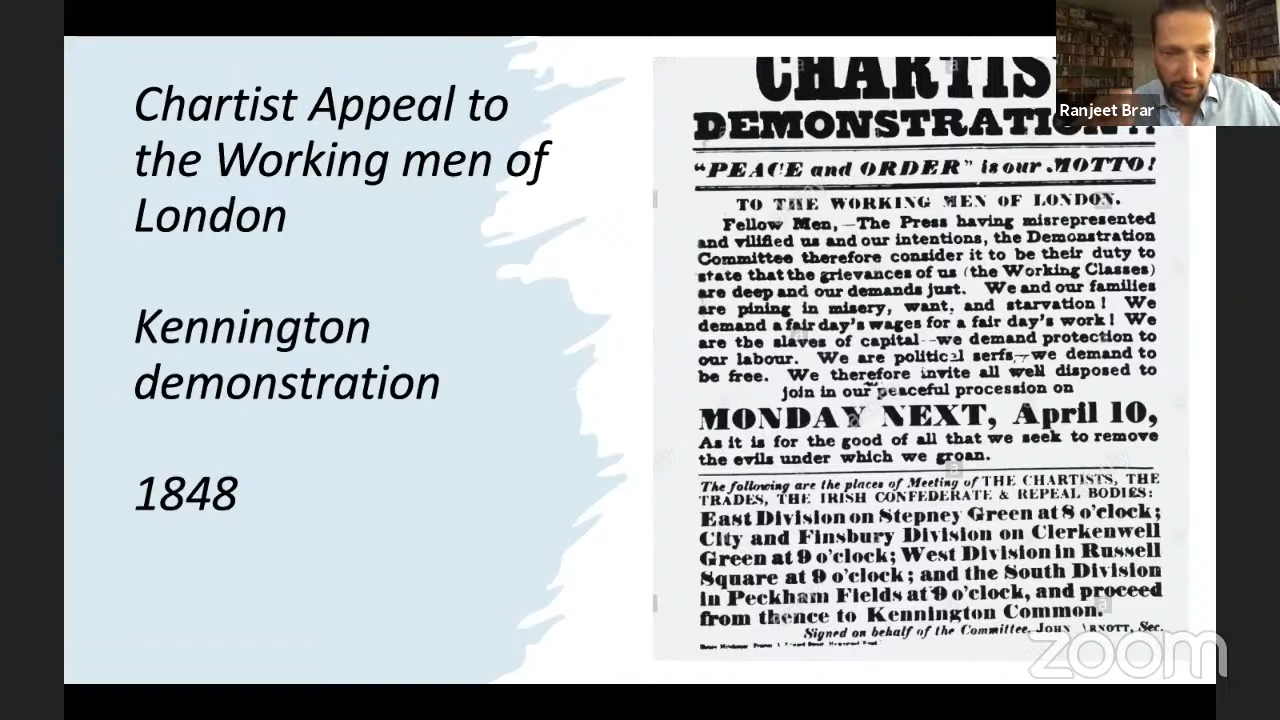 Chartist Appeal to
the Working men of
London
Kennington
demonstration
1848
CHARTIS
DEMONSTRATION!!
"PEACE and ORDER" is our MOTTO!
TO THE WORKING MEN OF LONDON.
Fellow Men,—The Press having misrepresented
and vilified us and our intentions, the Demonstration
Committee therefore consider it to be their duty to
state that the grievances of us (the Working Classes)
are deep and our demands just. We and our families
are pining in misery, want, and starvation! We
demand a fair day's wages for a fair day's work! We
are the slaves of capital—we demand protection to
our labour. We are political serfs,—we demand to
be free. We therefore invite all well disposed to
join in our peaceful procession on
MONDAY NEXT, April 10,
As it is for the good of all that we seek to remove
the evils under which we groan.
The following are the places of Meeting of THE CHARTISTS, THE
TRADES, THE IRISH CONFEDERATE & REPEAL BODIES:
East Division on Stepney Green at 8 o'clock;
City and Finsbury Division on Clerkenwell
Green at 9 o'clock; West Division in Russell
Square at 9 o'clock; and the South Division
in Peckham Fields at 9 o'clock, and proceed
from thence to Kennington Common.
Signed on behalf of the Committee, JOHN ARNOTT, Sec.
Ranjeet Brar
zoom